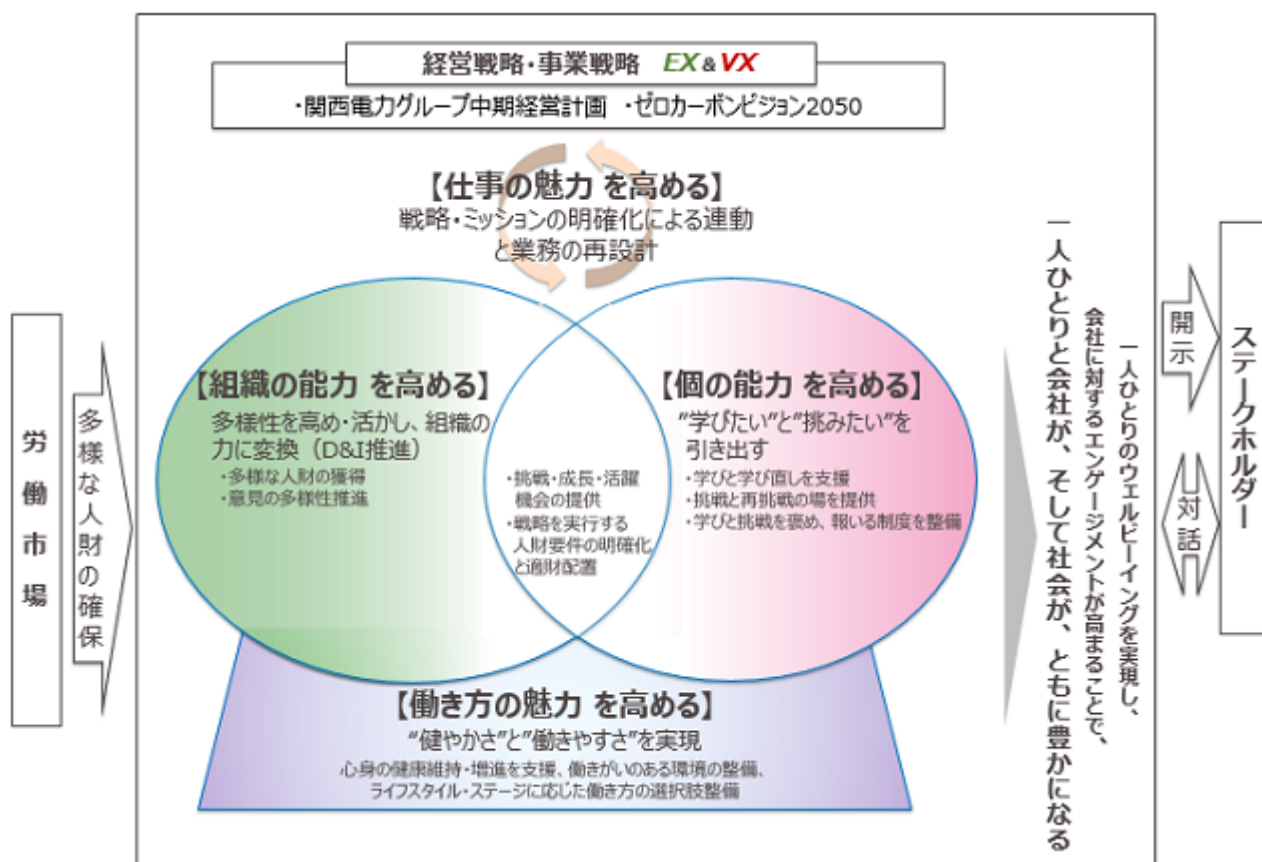 経営戦略・事業戦略 EX & VX
・関西電力グループ中期経営計画 ・ゼロカーボンビジョン2050
【仕事の魅力 を高める】
戦略・ミッションの明確化による連動
と業務の再設計
労働市場
多様な人財の確保
【組織の能力 を高める】
多様性を高め・活かし、組織の
力に変換（D&I推進）
・多様な人財の獲得
・意見の多様性推進
・挑戦・成長・活躍
機会の提供
・戦略を実行する
人財要件の明確化
と適財配置
【個の能力 を高める】
“学びたい”と“挑みたい”を
引き出す
・学びと学び直しを支援
・挑戦と再挑戦の場を提供
・学びと挑戦を褒め、報いる制度を整備
【働き方の魅力 を高める】
“健やかさ”と“働きやすさ”を実現
心身の健康維持・増進を支援、働きがいのある環境の整備、
ライフスタイル・ステージに応じた働き方の選択肢整備
一人ひとりのウェルビーイングを実現し、
会社に対するエンゲージメントが高まることで、
一人ひとりと会社が、そして社会が、ともに豊かになる
開示
対話
ステークホルダー